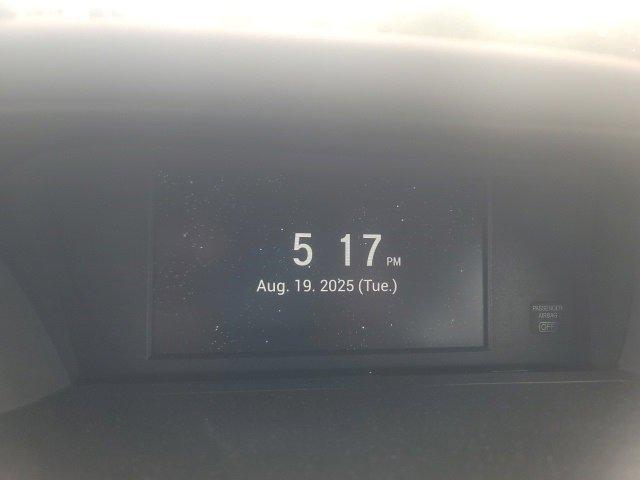 5 17 PM
Aug. 19. 2025 (Tue.)
PASSENGER
AIRBAG
OFF